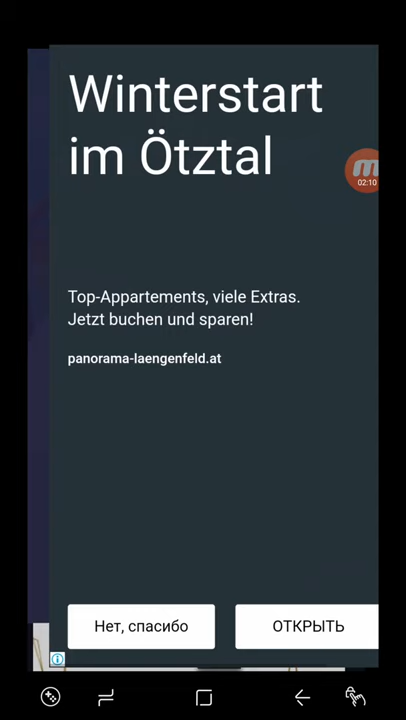 Winterstart
im Ötztal
02:10
Top-Appartements, viele Extras.
Jetzt buchen und sparen!
panorama-laengenfeld.at
Нет, спасибо
ОТКРЫТЬ